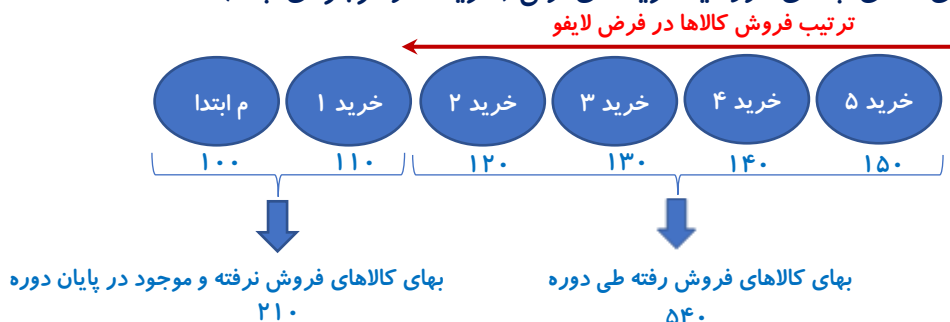 ترتیب فروش کالاها در فرض لایفو
خرید ۵ خرید ۴ خرید ۳ خرید ۲ خرید ۱ م ابتدا
۱۵۰ ۱۴۰ ۱۳۰ ۱۲۰ ۱۱۰ ۱۰۰
بهای کالاهای فروش رفته طی دوره
۵۴۰
بهای کالاهای فروش نرفته و موجود در پایان دوره
۲۱۰